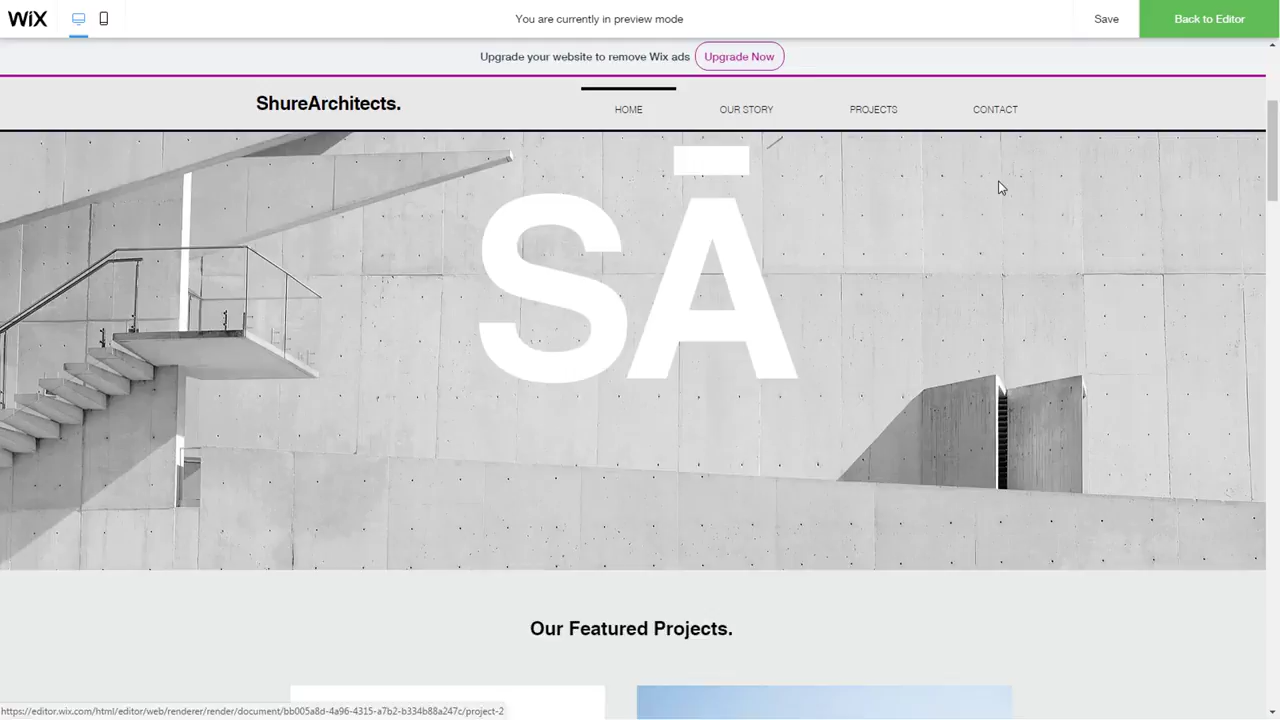 WiX
You are currently in preview mode
Save
Back to Editor
Upgrade your website to remove Wix ads
Upgrade Now
ShureArchitects.
HOME
OUR STORY
PROJECTS
CONTACT
SĀ
Our Featured Projects.
https://editor.wix.com/html/editor/web/renderer/render/document/bb005a8d-4a96-4315-a7b2-b334b88a247c/project-2